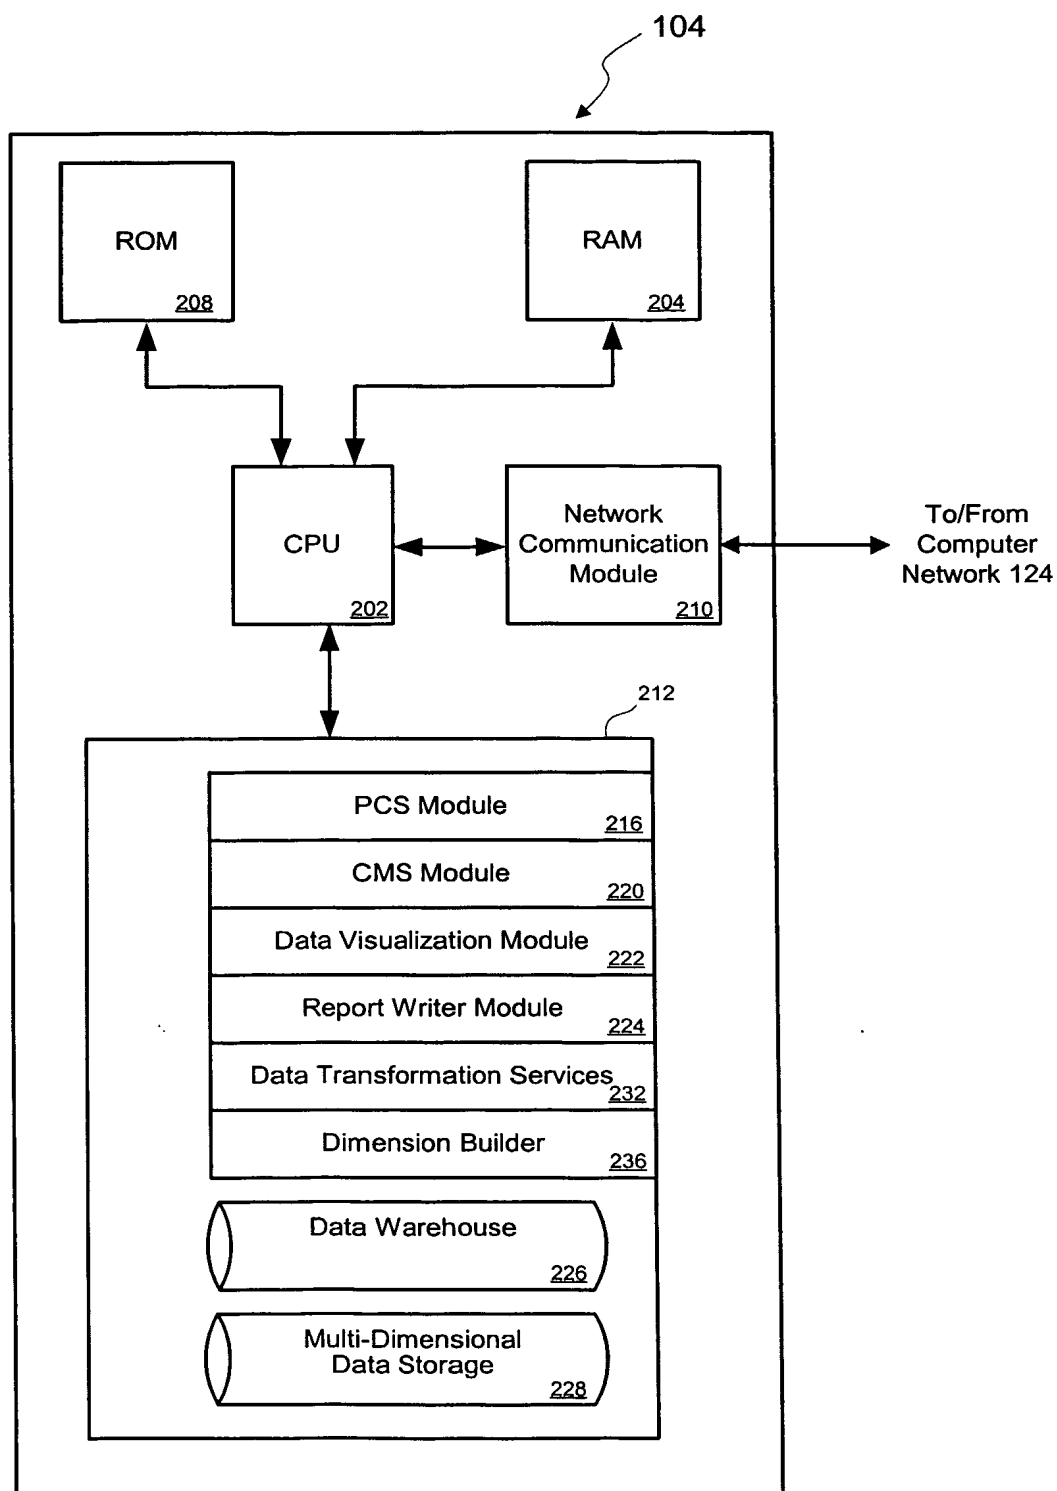 104
ROM
208
RAM
204
CPU
202
Network
Communication
Module
210
To/From
Computer
Network 124
212
PCS Module
216
CMS Module
220
Data Visualization Module
222
Report Writer Module
224
Data Transformation Services
232
Dimension Builder
236
Data Warehouse
226
Multi-Dimensional
Data Storage
228